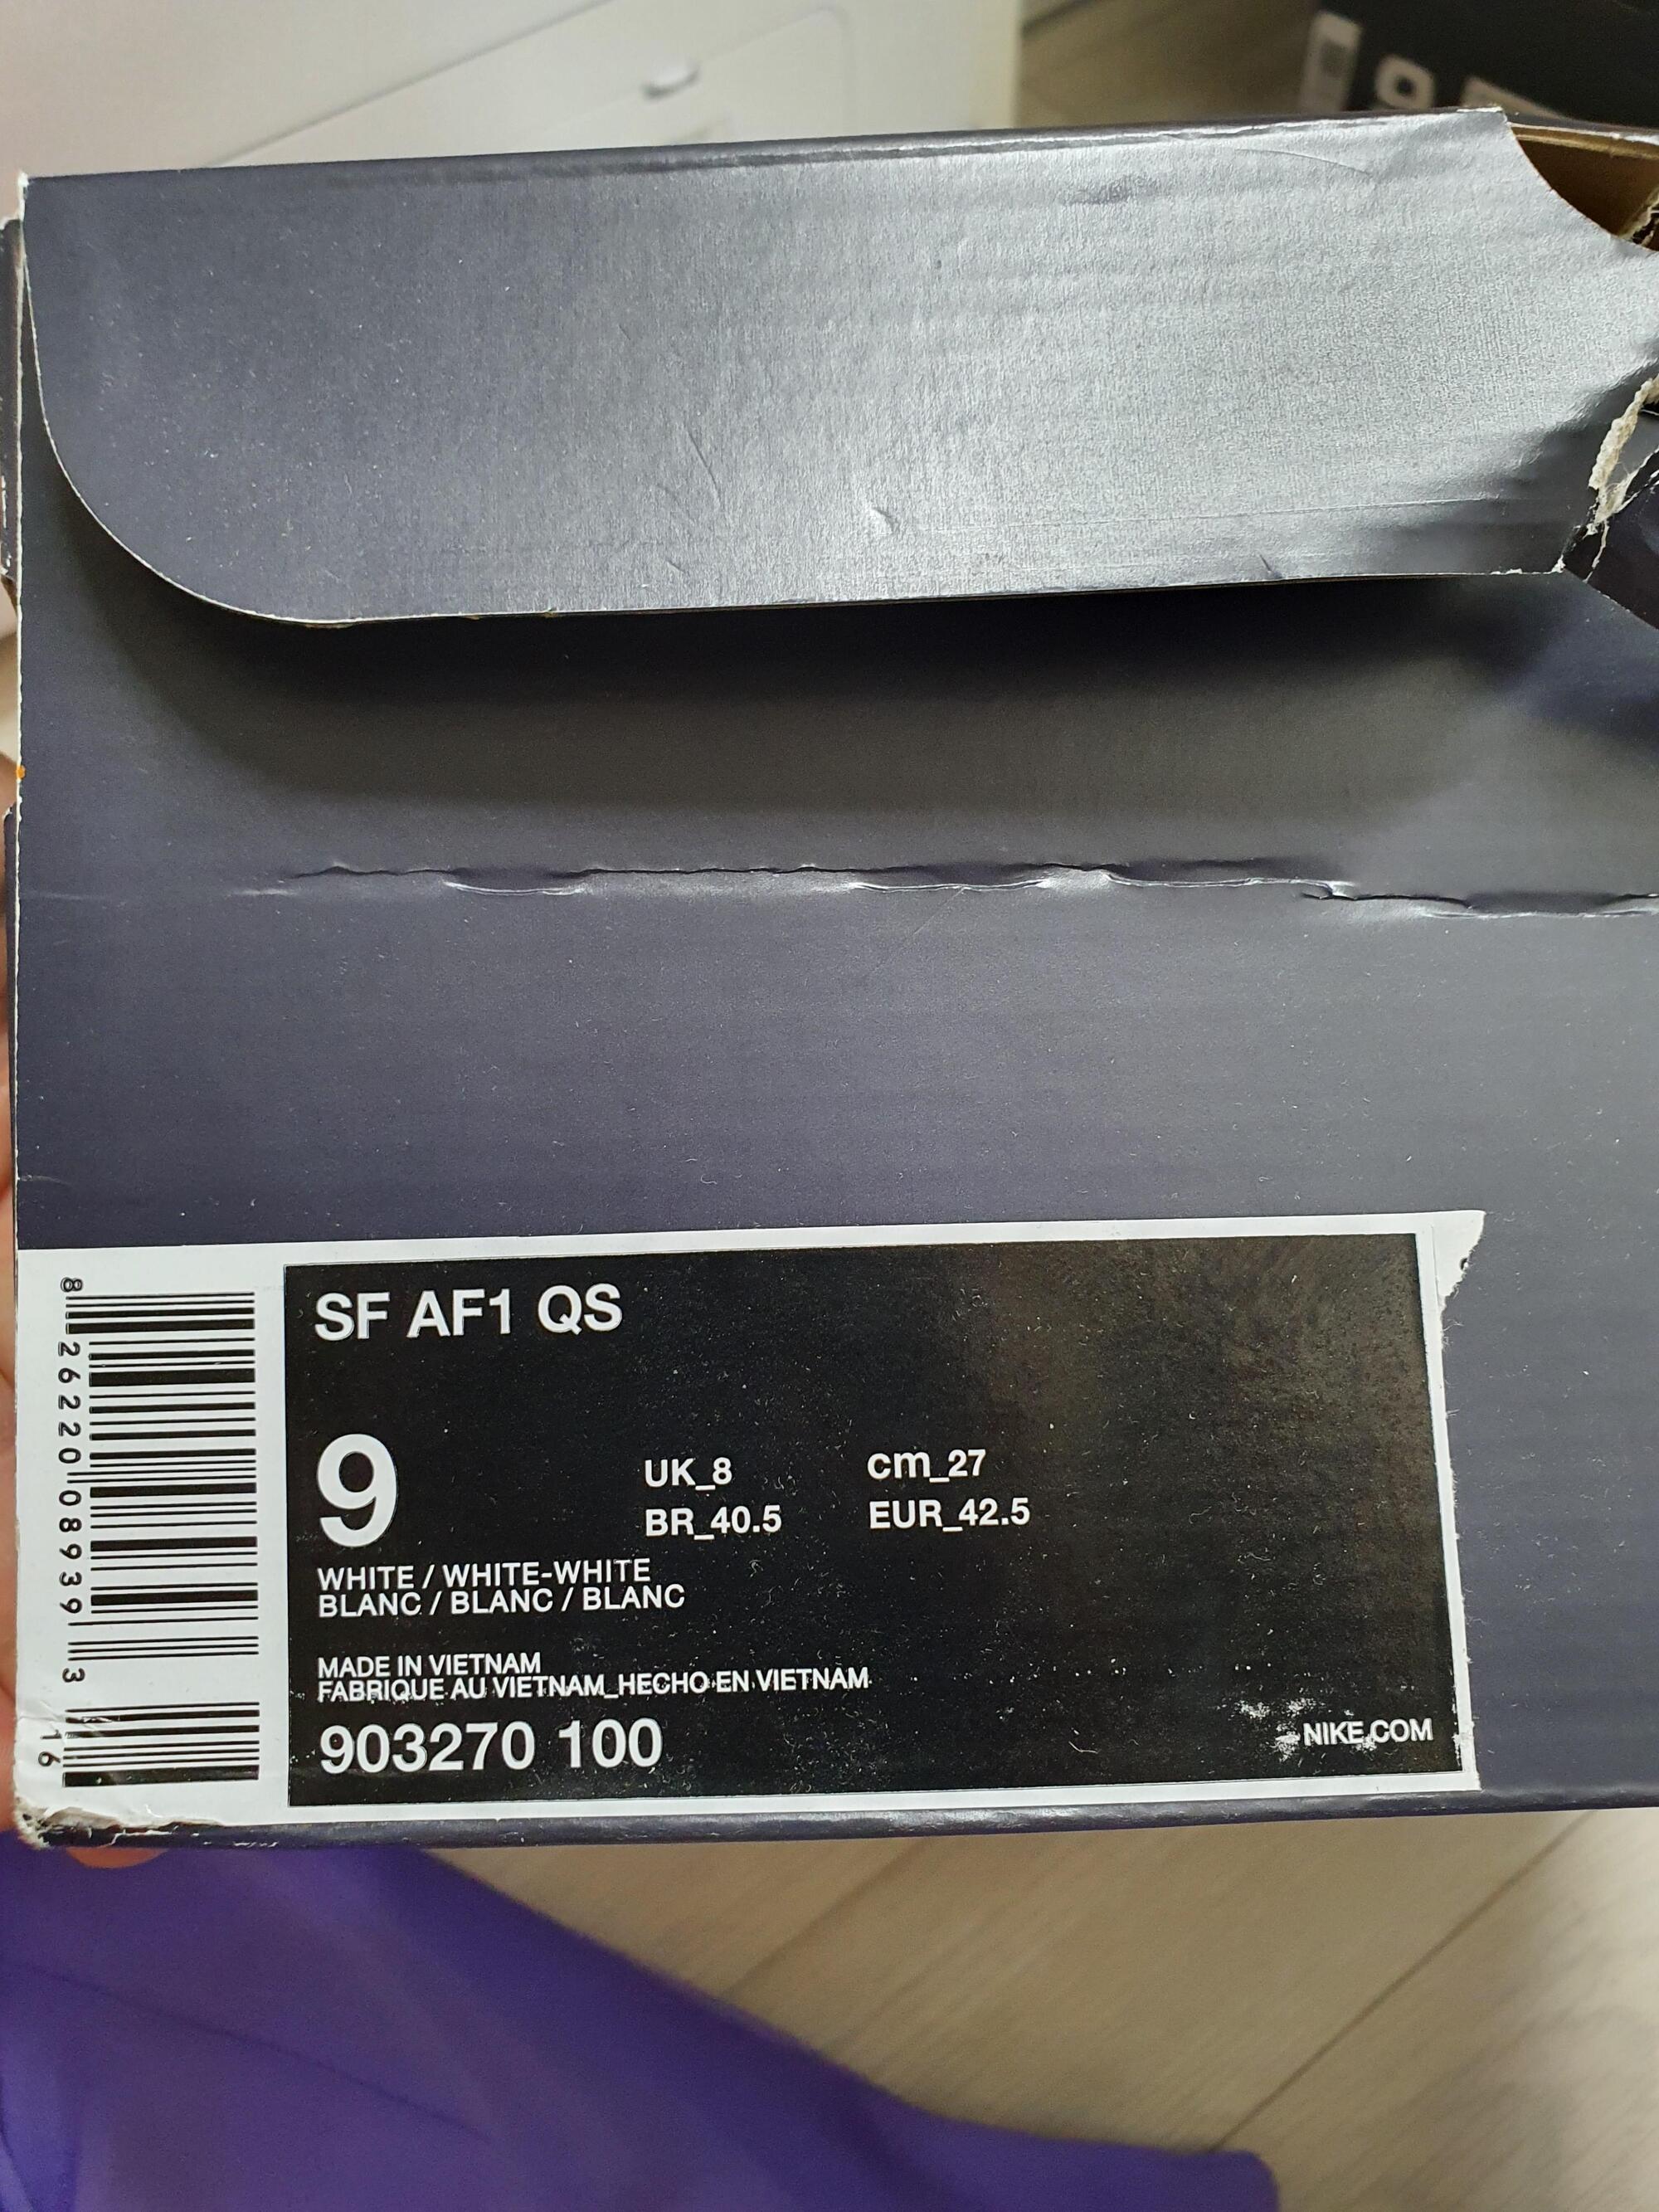 SF AF1 QS
9
UK_8 cm_27
BR_40.5 EUR_42.5
WHITE / WHITE-WHITE
BLANC / BLANC / BLANC
MADE IN VIETNAM
FABRIQUE AU VIETNAM_HECHO EN VIETNAM
903270 100
NIKE.COM
8 26220 08939 3
16